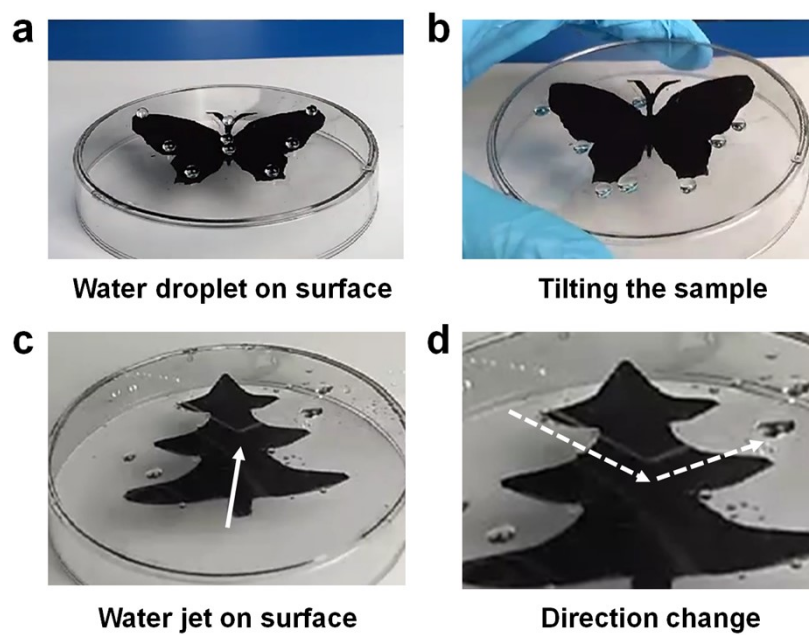 a
b
Water droplet on surface
Tilting the sample
c
d
Water jet on surface
Direction change